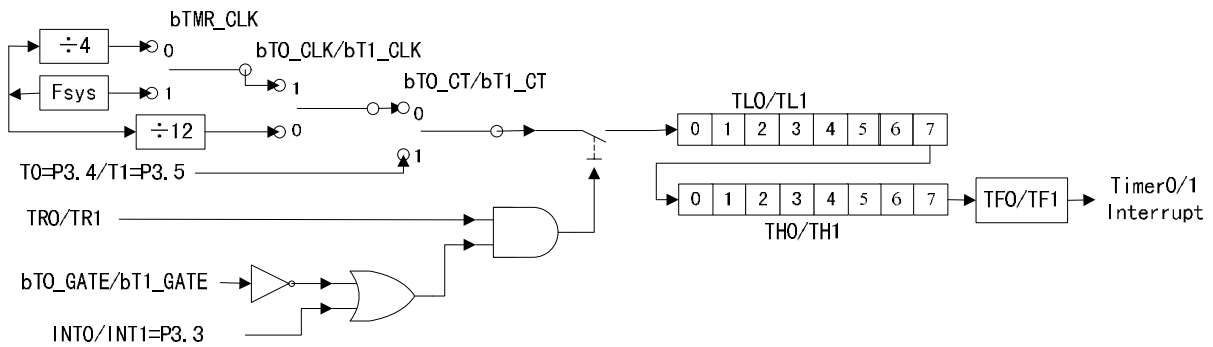 bTMR_CLK
÷4
0
bT0_CLK/bT1_CLK
Fsys
1
1
bT0_CT/bT1_CT
0
TL0/TL1
÷12
0
0 1 2 3 4 5 6 7
T0=P3.4/T1=P3.5
1
0 1 2 3 4 5 6 7
TF0/TF1
Timer0/1
Interrupt
TR0/TR1
TH0/TH1
bT0_GATE/bT1_GATE
INT0/INT1=P3.3